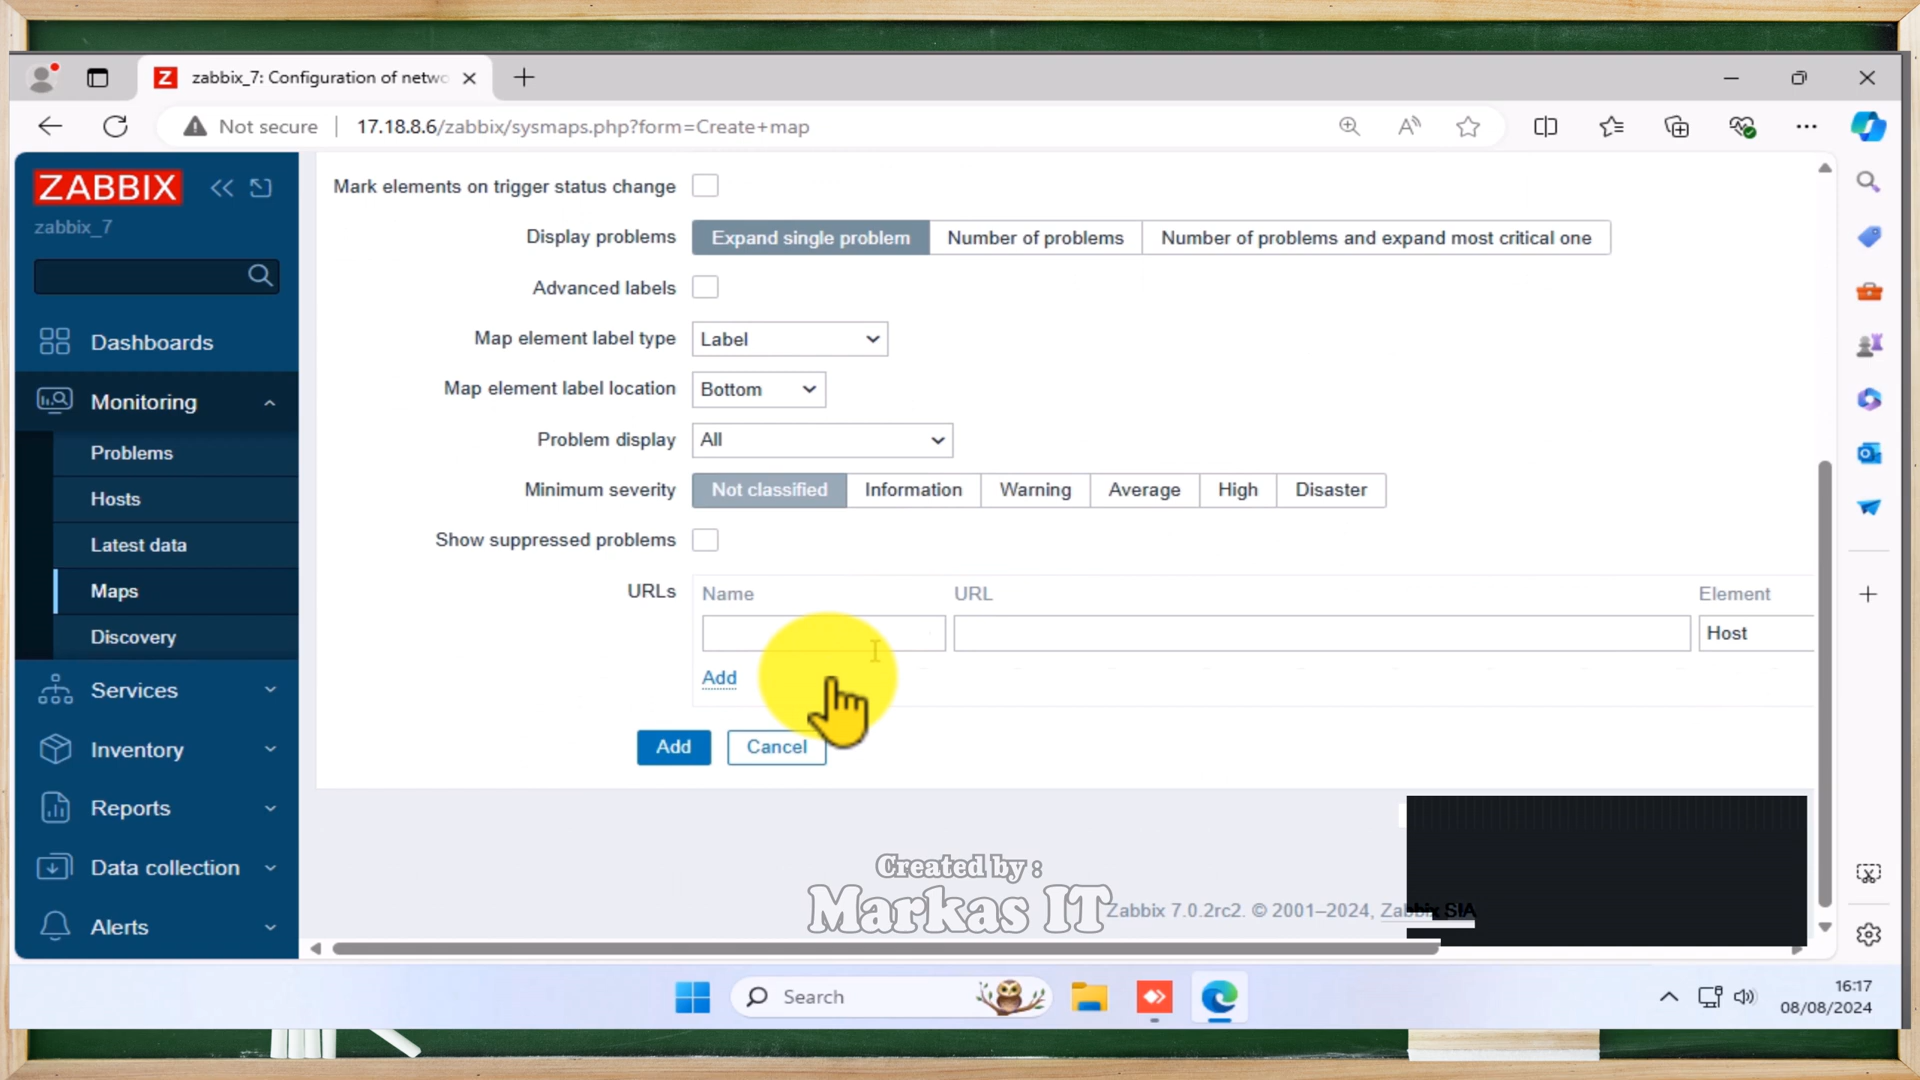 zabbix_7: Configuration of netwo
Not secure
17.18.8.6/zabbix/sysmaps.php?form=Create+map
ZABBIX
zabbix_7
Dashboards
Monitoring
Problems
Hosts
Latest data
Maps
Discovery
Services
Inventory
Reports
Data collection
Alerts
Mark elements on trigger status change
Display problems Expand single problem Number of problems Number of problems and expand most critical one
Advanced labels
Map element label type Label
Map element label location Bottom
Problem display All
Minimum severity Not classified Information Warning Average High Disaster
Show suppressed problems
URLs Name URL Element
Host
Add
Add Cancel
Created by :
Markas IT
Zabbix 7.0.2rc2. © 2001–2024, Zabbix SIA
Search
16:17
08/08/2024